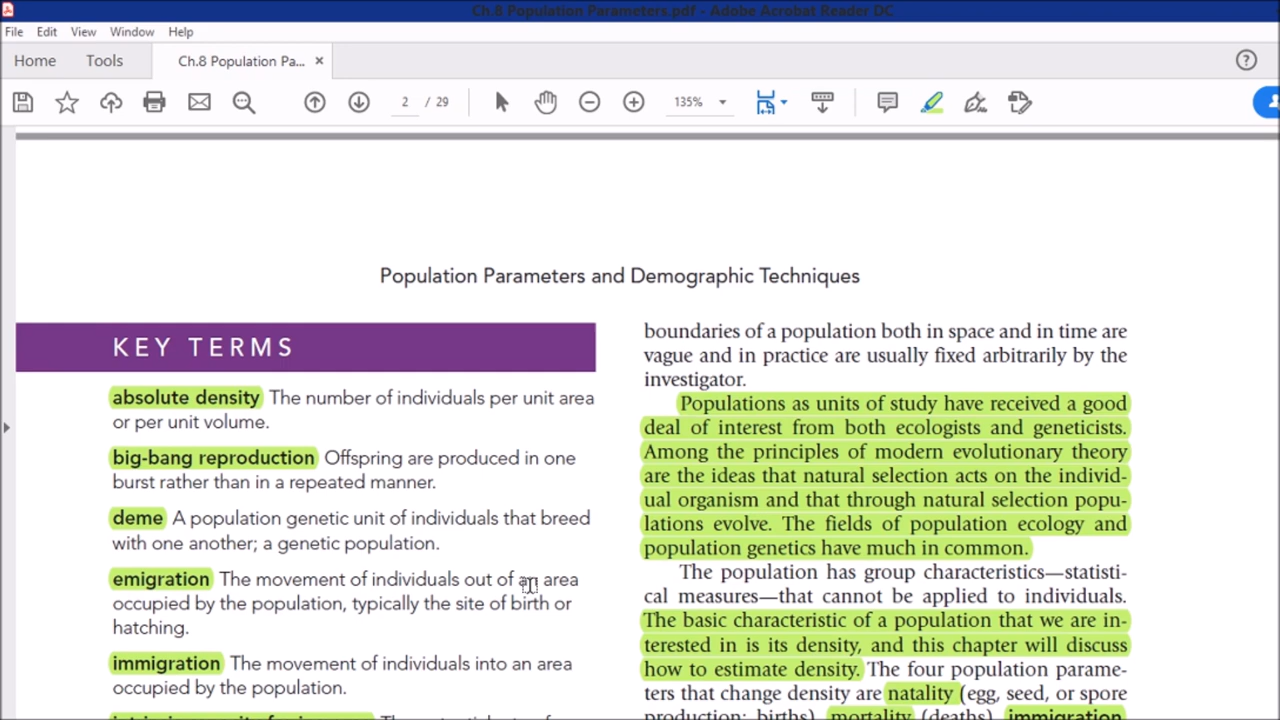 Ch.8 Population Parameters.pdf - Adobe Acrobat Reader DC
File Edit View Window Help
Home Tools Ch.8 Population Pa... ×
2 / 29 135%
Population Parameters and Demographic Techniques
KEY TERMS
absolute density The number of individuals per unit area
or per unit volume.
big-bang reproduction Offspring are produced in one
burst rather than in a repeated manner.
deme A population genetic unit of individuals that breed
with one another; a genetic population.
emigration The movement of individuals out of an area
occupied by the population, typically the site of birth or
hatching.
immigration The movement of individuals into an area
occupied by the population.
boundaries of a population both in space and in time are
vague and in practice are usually fixed arbitrarily by the
investigator.
Populations as units of study have received a good
deal of interest from both ecologists and geneticists.
Among the principles of modern evolutionary theory
are the ideas that natural selection acts on the individ-
ual organism and that through natural selection popu-
lations evolve. The fields of population ecology and
population genetics have much in common.
The population has group characteristics—statisti-
cal measures—that cannot be applied to individuals.
The basic characteristic of a population that we are in-
terested in is its density, and this chapter will discuss
how to estimate density. The four population parame-
ters that change density are natality (egg, seed, or spore
production; births), mortality (deaths), immigration,